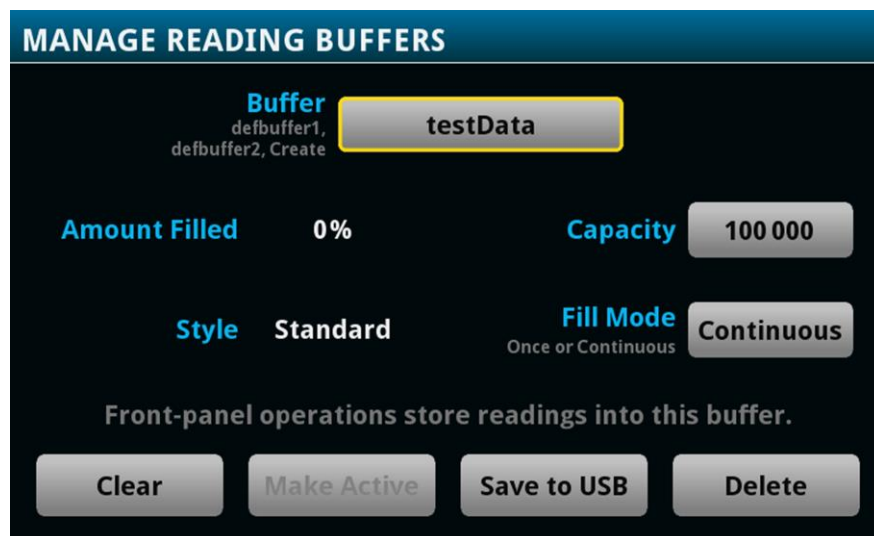 MANAGE READING BUFFERS
Buffer
defbuffer1,
defbuffer2, Create
testData
Amount Filled 0%
Capacity 100 000
Style Standard
Fill Mode
Once or Continuous
Continuous
Front-panel operations store readings into this buffer.
Clear Make Active Save to USB Delete